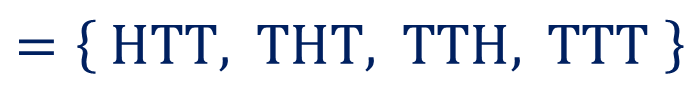 = { HTT, THT, TTH, TTT }